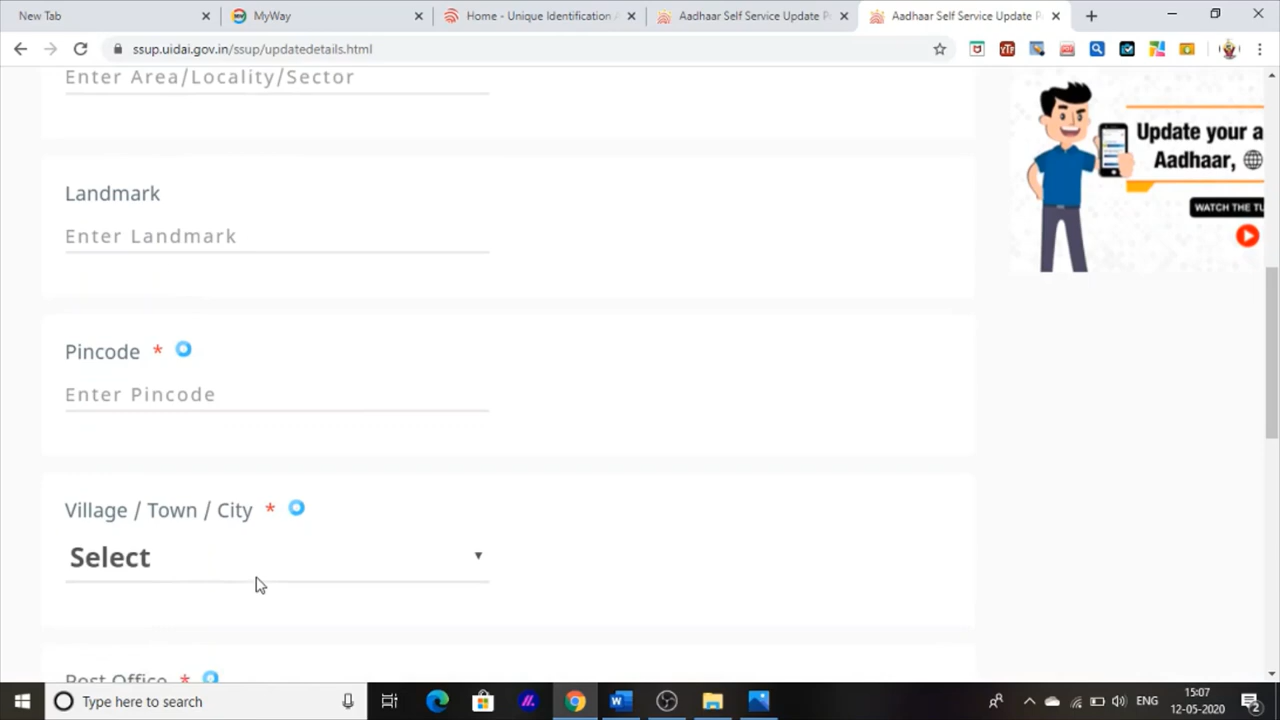 New Tab
MyWay
Home - Unique Identification
Aadhaar Self Service Update P
Aadhaar Self Service Update P
ssup.uidai.gov.in/ssup/updatedetails.html
Enter Area/Locality/Sector
Update your a
Aadhaar,
WATCH THE TU
Landmark
Enter Landmark
Pincode *
Enter Pincode
Village / Town / City *
Select
Post Office *
Type here to search
ENG
15:07
12-05-2020